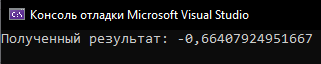 Консоль отладки Microsoft Visual Studio
Полученный результат: -0,66407924951667